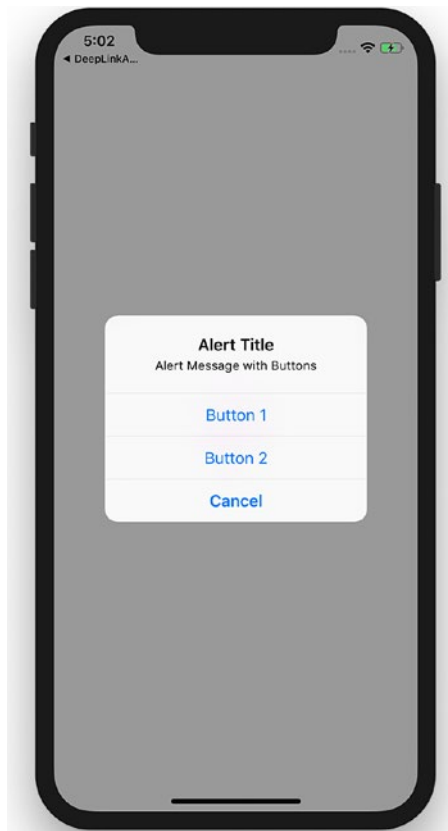 5:02
◀ DeepLinkA...
Alert Title
Alert Message with Buttons
Button 1
Button 2
Cancel